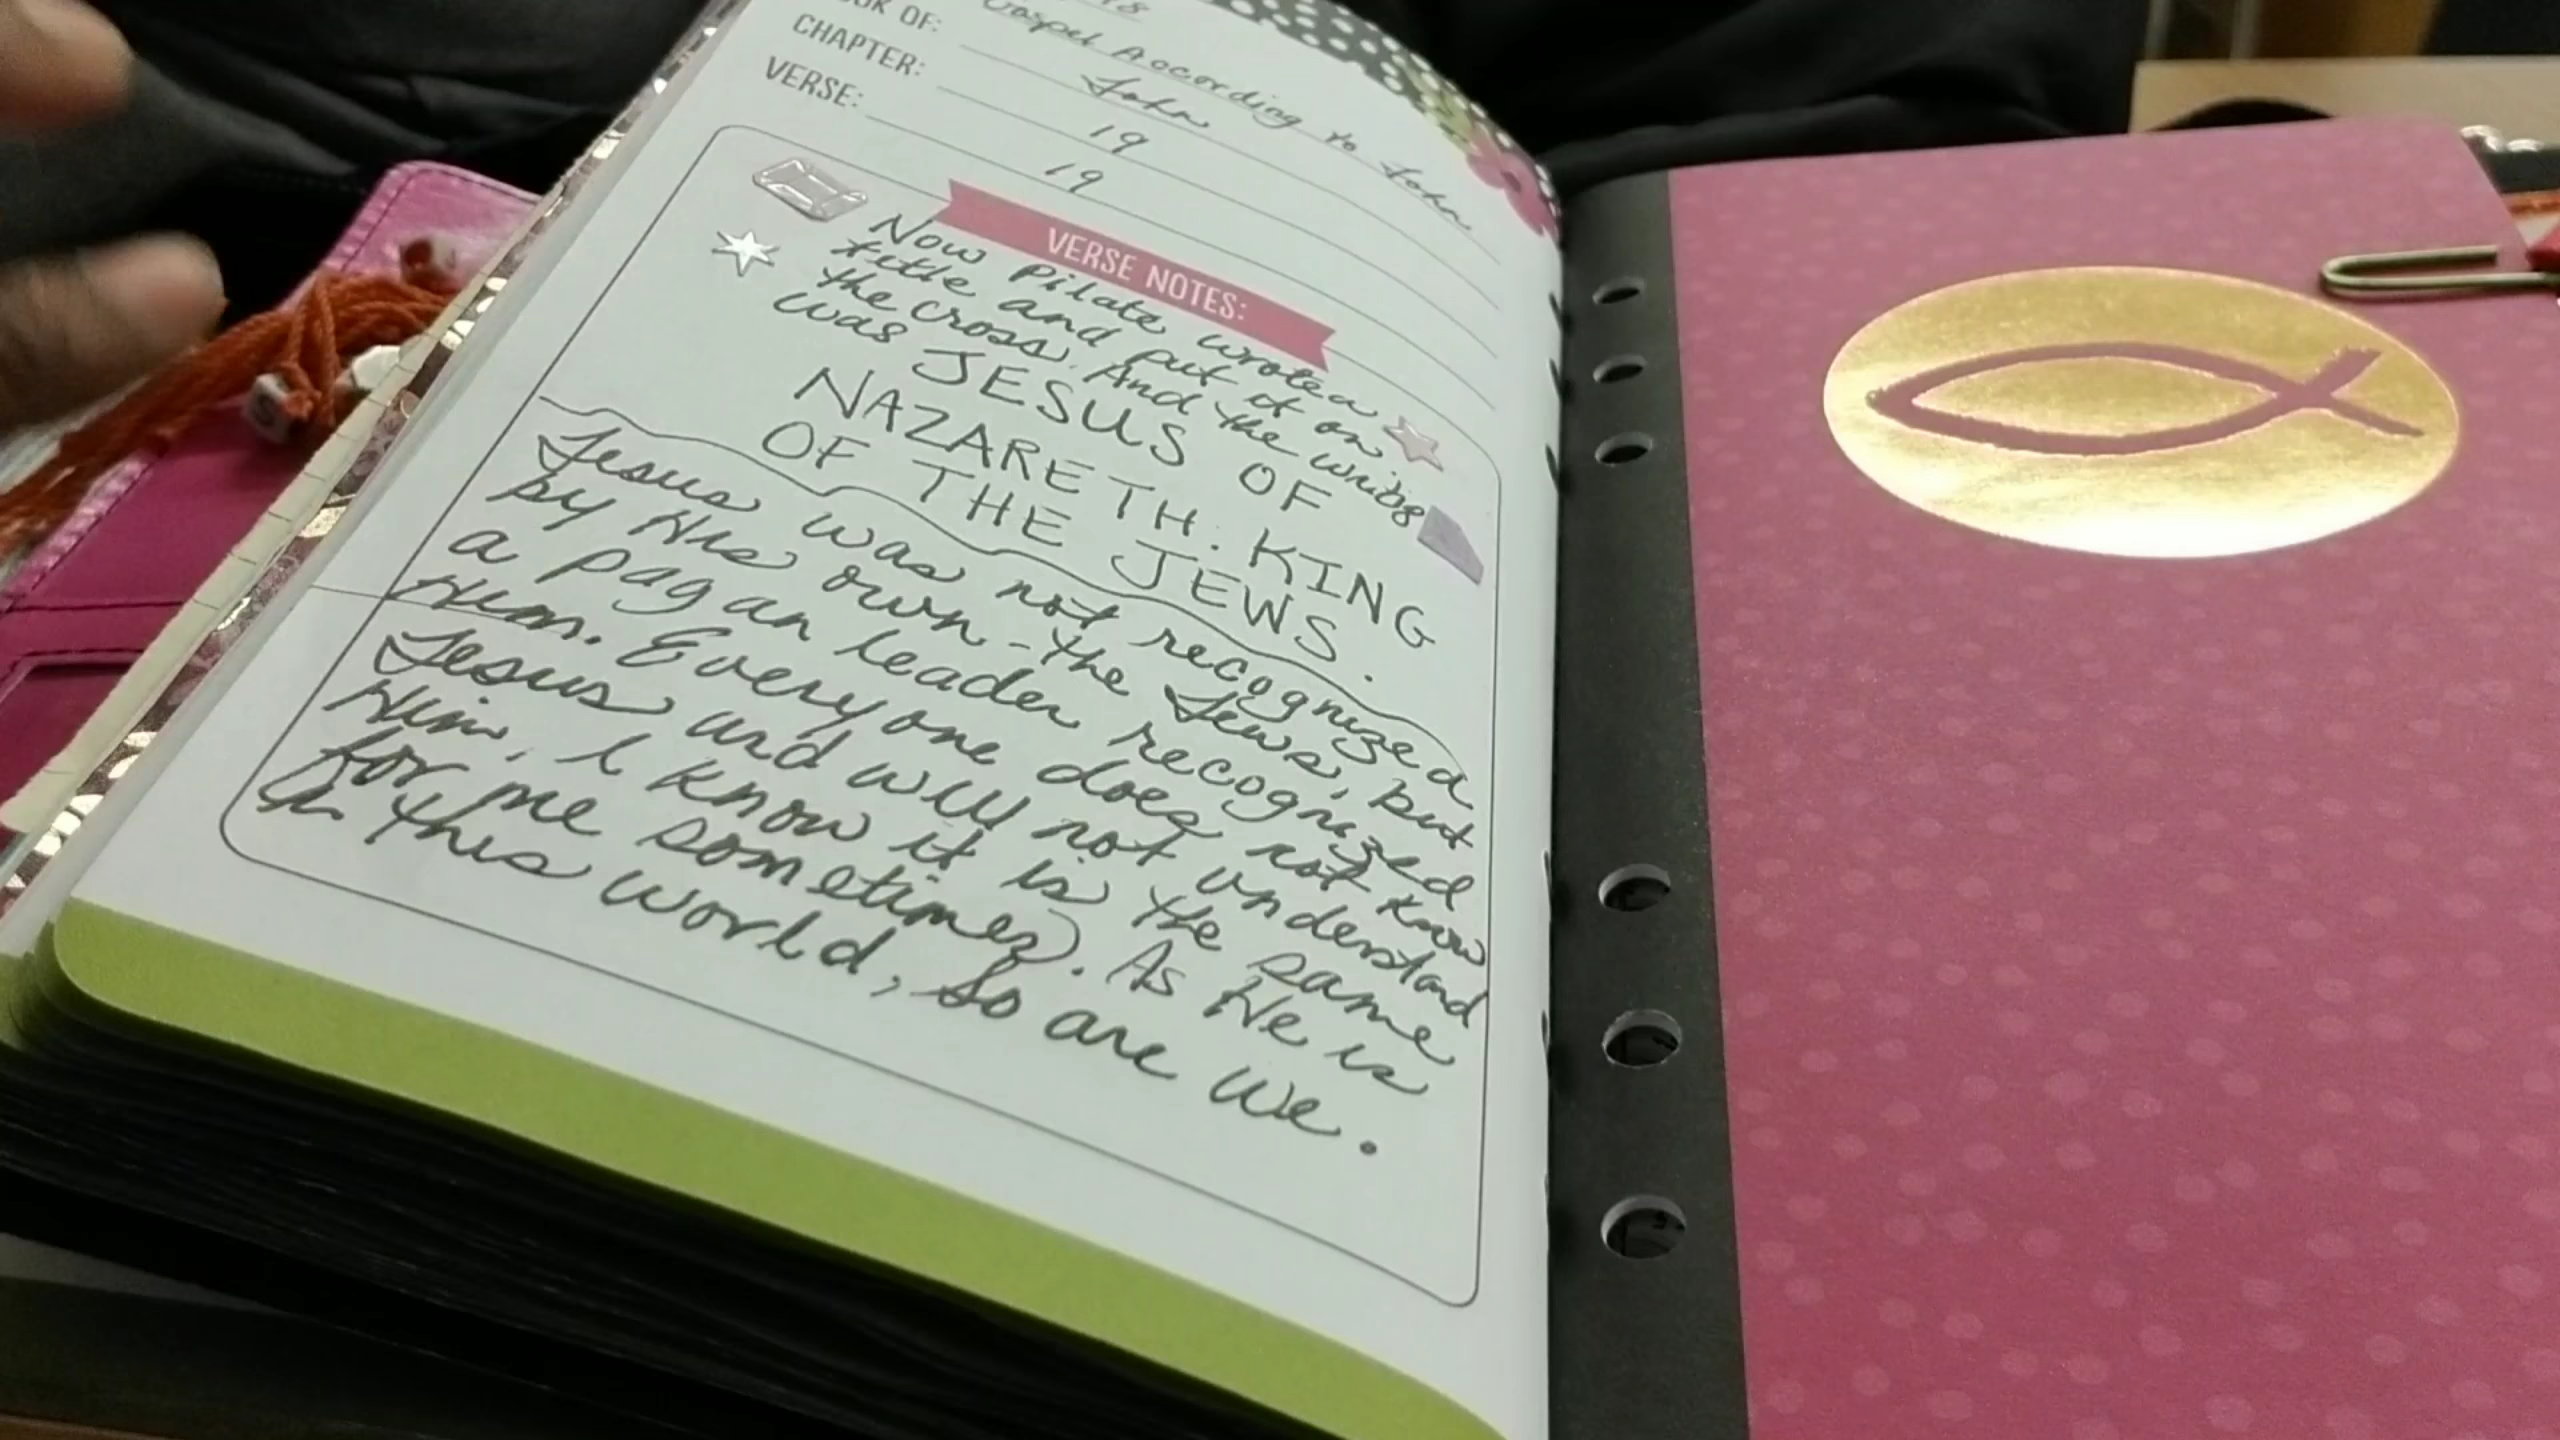 18
Gospel According to John
OOK OF: John
CHAPTER: 19
VERSE: 19
VERSE NOTES:
Now Pilate wrote a
title and put it on
the cross. And the writing
was JESUS OF
NAZARETH. KING
OF THE JEWS.
Jesus was not recognized
by His own - the Jews, but
a pagan leader recognized
Him. Everyone does not know
Jesus and will not understand
Him, I know it is the same
for me sometimes. As He is
in this world, so are we.